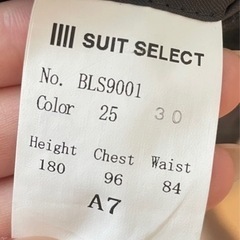 SUIT SELECT
No. BLS9001
Color 25 30
Height Chest Waist
180 96 84
A7